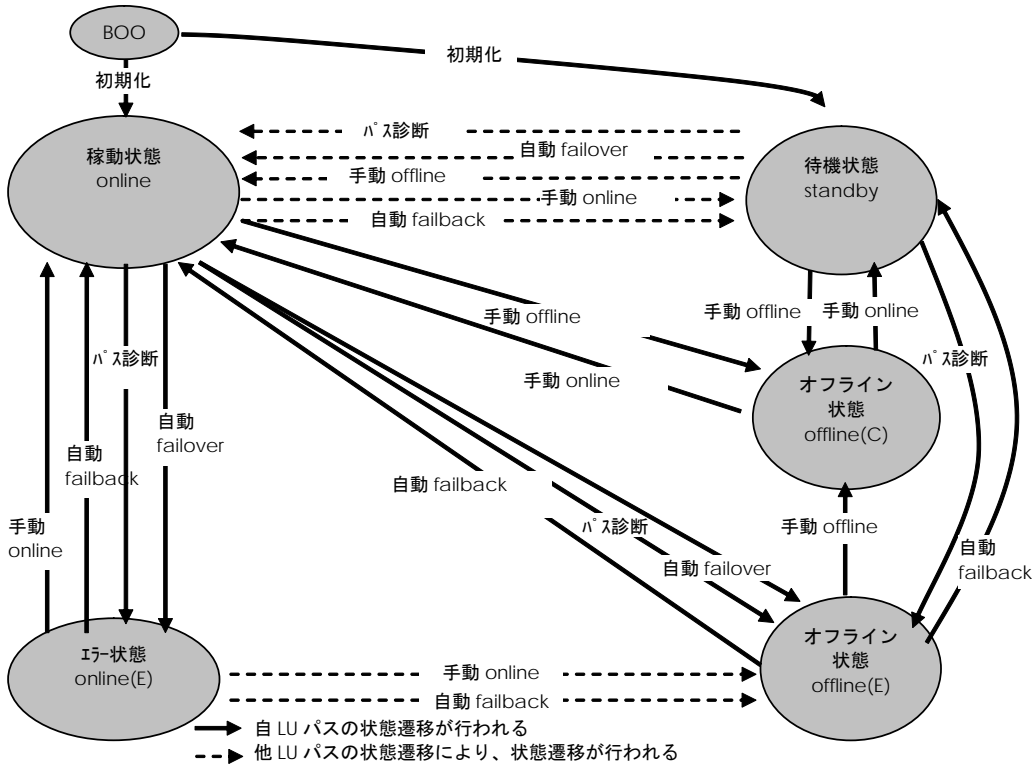 BOO
初期化
初期化
稼動状態
online
待機状態
standby
パス診断
自動 failover
手動 offline
手動 online
自動 failback
手動 offline
手動 online
手動 offline
手動 online
パス診断
自動
failover
自動
failback
手動
online
オフライン
状態
offline(C)
パス診断
自動 failback
パス診断
自動 failover
手動 offline
自動
failback
エラー状態
online(E)
オフライン
状態
offline(E)
手動 online
自動 failback
自 LU パスの状態遷移が行われる
他 LU パスの状態遷移により、状態遷移が行われる